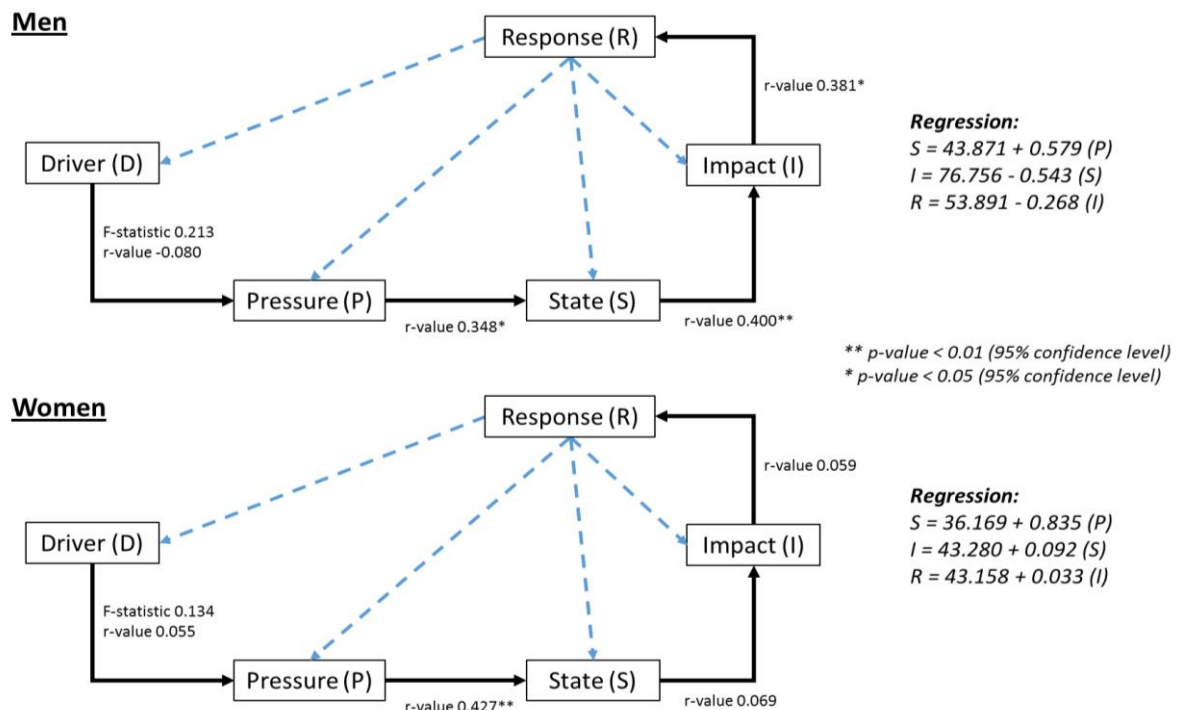 Men
Response (R)
r-value 0.381*
Driver (D)
Impact (I)
Regression:
S = 43.871 + 0.579 (P)
I = 76.756 - 0.543 (S)
R = 53.891 - 0.268 (I)
F-statistic 0.213
r-value -0.080
Pressure (P)
State (S)
r-value 0.348*
r-value 0.400**
** p-value < 0.01 (95% confidence level)
* p-value < 0.05 (95% confidence level)
Women
Response (R)
r-value 0.059
Driver (D)
Impact (I)
Regression:
S = 36.169 + 0.835 (P)
I = 43.280 + 0.092 (S)
R = 43.158 + 0.033 (I)
F-statistic 0.134
r-value 0.055
Pressure (P)
State (S)
r-value 0.427**
r-value 0.069